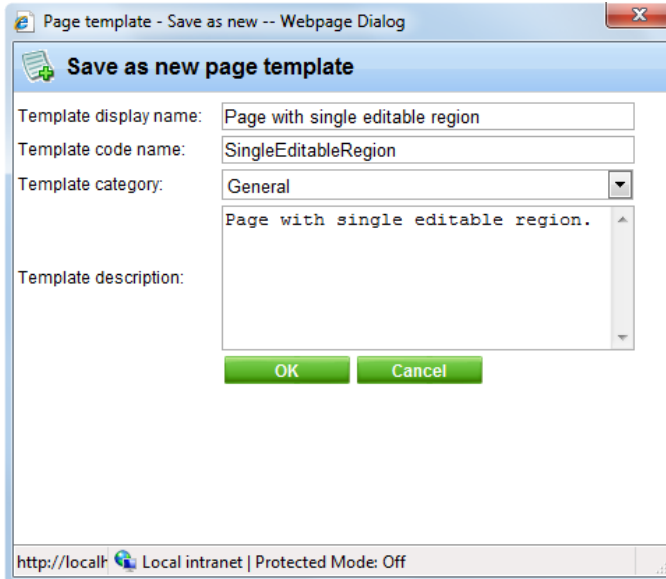 Page template - Save as new -- Webpage Dialog
Save as new page template
Template display name: Page with single editable region
Template code name: SingleEditableRegion
Template category: General
Page with single editable region.
Template description:
OK Cancel
http://localh Local intranet | Protected Mode: Off